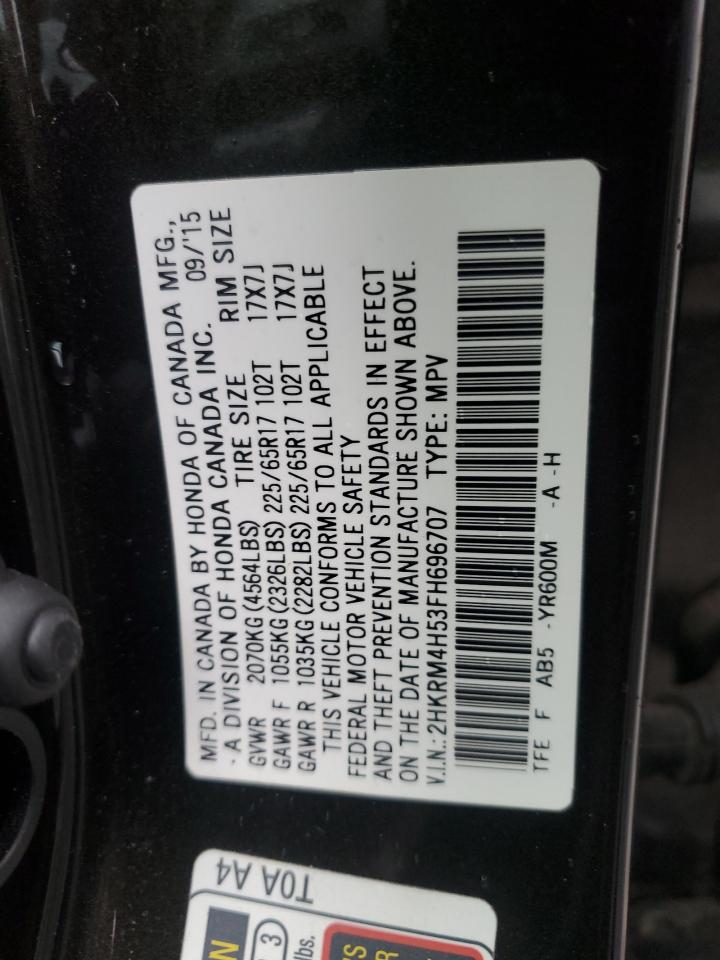 MFD. IN CANADA BY HONDA OF CANADA MFG.,
- A DIVISION OF HONDA CANADA INC. 09/'15
GVWR 2070KG (4564LBS) TIRE SIZE RIM SIZE
GAWR F 1055KG (2326LBS) 225/65R17 102T 17X7J
GAWR R 1035KG (2282LBS) 225/65R17 102T 17X7J
THIS VEHICLE CONFORMS TO ALL APPLICABLE
FEDERAL MOTOR VEHICLE SAFETY
AND THEFT PREVENTION STANDARDS IN EFFECT
ON THE DATE OF MANUFACTURE SHOWN ABOVE.
V.I.N.: 2HKRM4H53FH696707 TYPE: MPV
TFE F AB5 -YR600M -A -H
T0A A4
3
lbs.